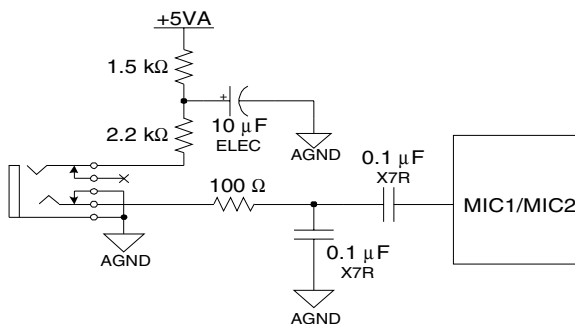 +5VA
1.5 kΩ
2.2 kΩ
+
10 µF
ELEC
AGND
0.1 µF
X7R
100 Ω
MIC1/MIC2
AGND
0.1 µF
X7R
AGND